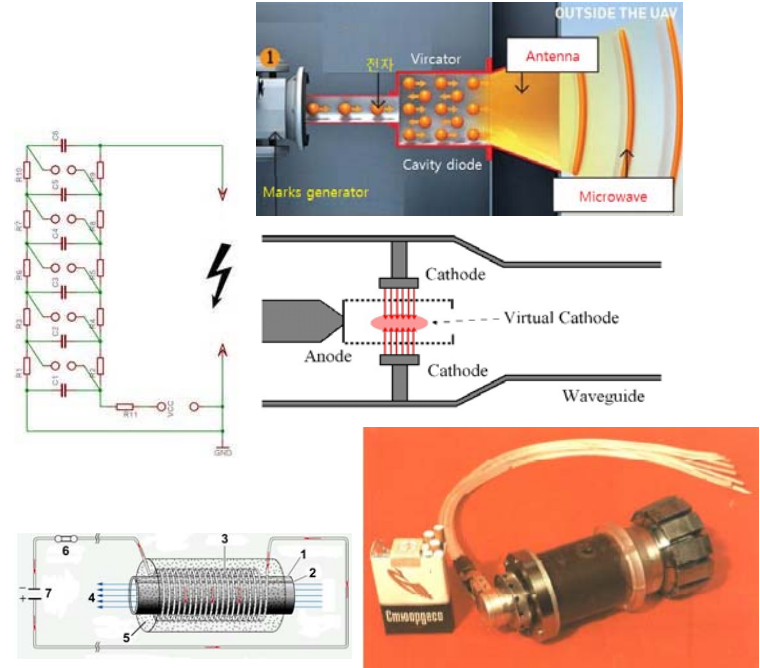 OUTSIDE THE UAV
1
전자
Vircator
Antenna
Cavity diode
Marks generator
Microwave
C6
R10
R9
C5
R7
R8
C4
R6
R5
C3
R3
R4
C2
R1
R2
C1
R11
VCC
GND
Cathode
Virtual Cathode
Anode
Cathode
Waveguide
3
1
2
6
4
7
5
Стюардеса